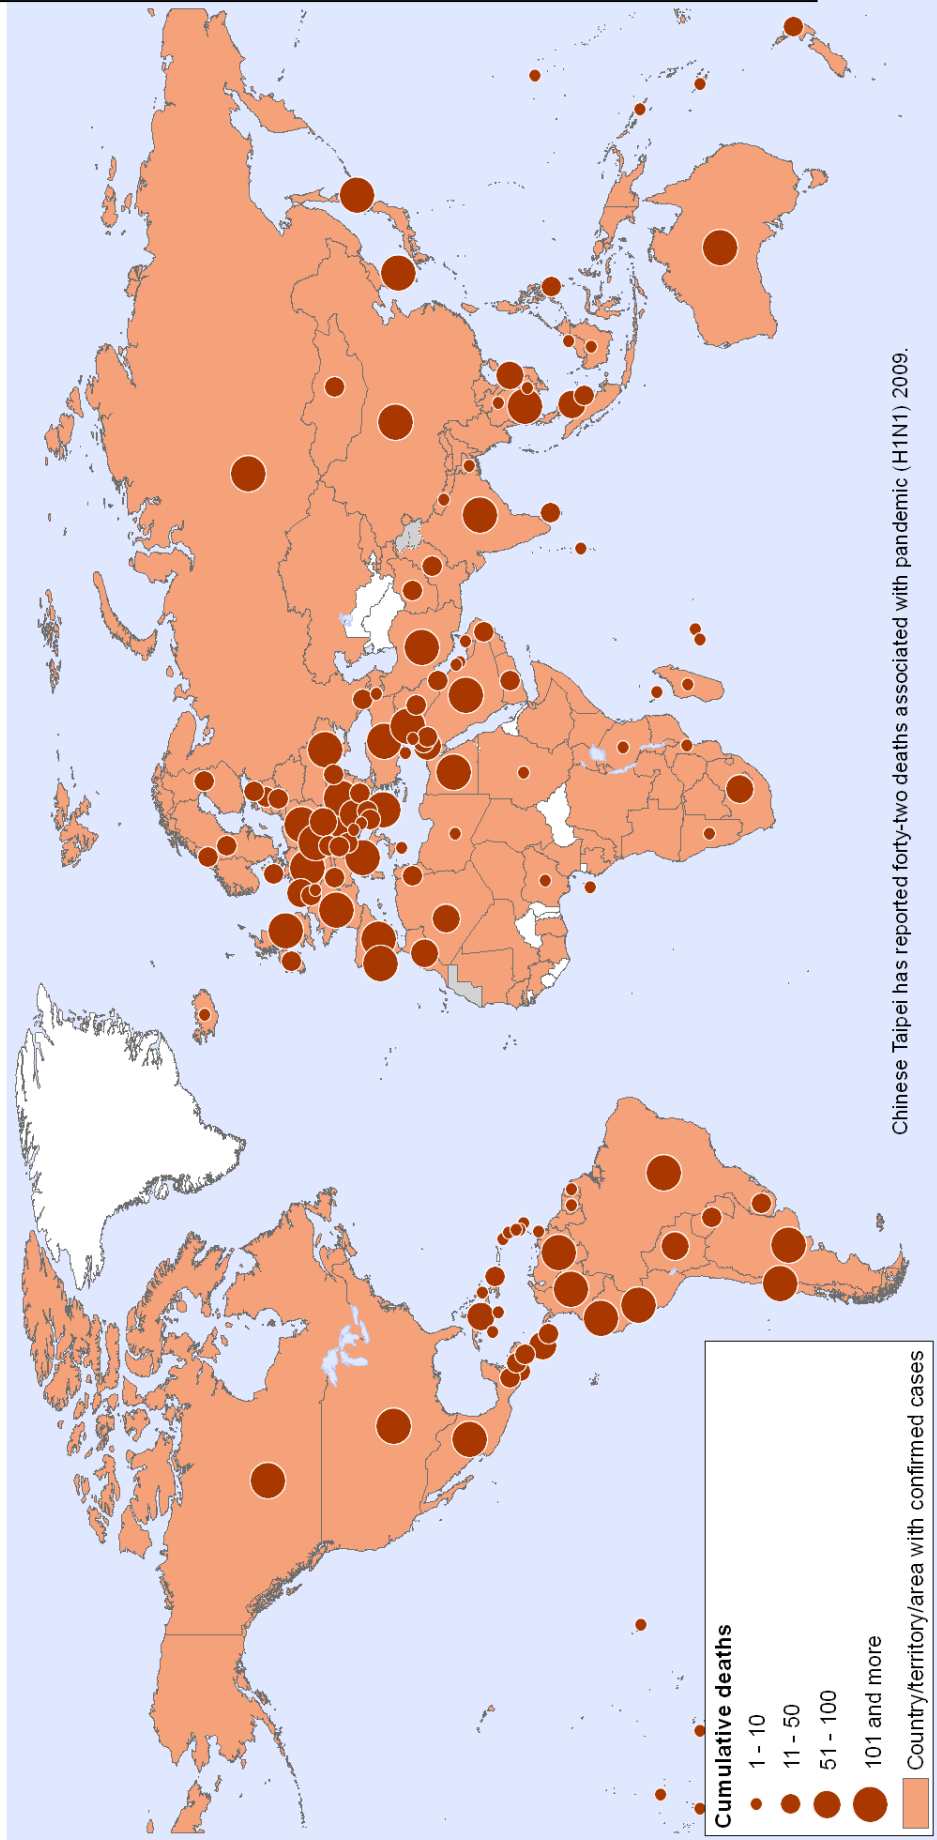 Chinese Taipei has reported forty-two deaths associated with pandemic (H1N1) 2009.
Cumulative deaths
1 - 10
11 - 50
51 - 100
101 and more
Country/territory/area with confirmed cases